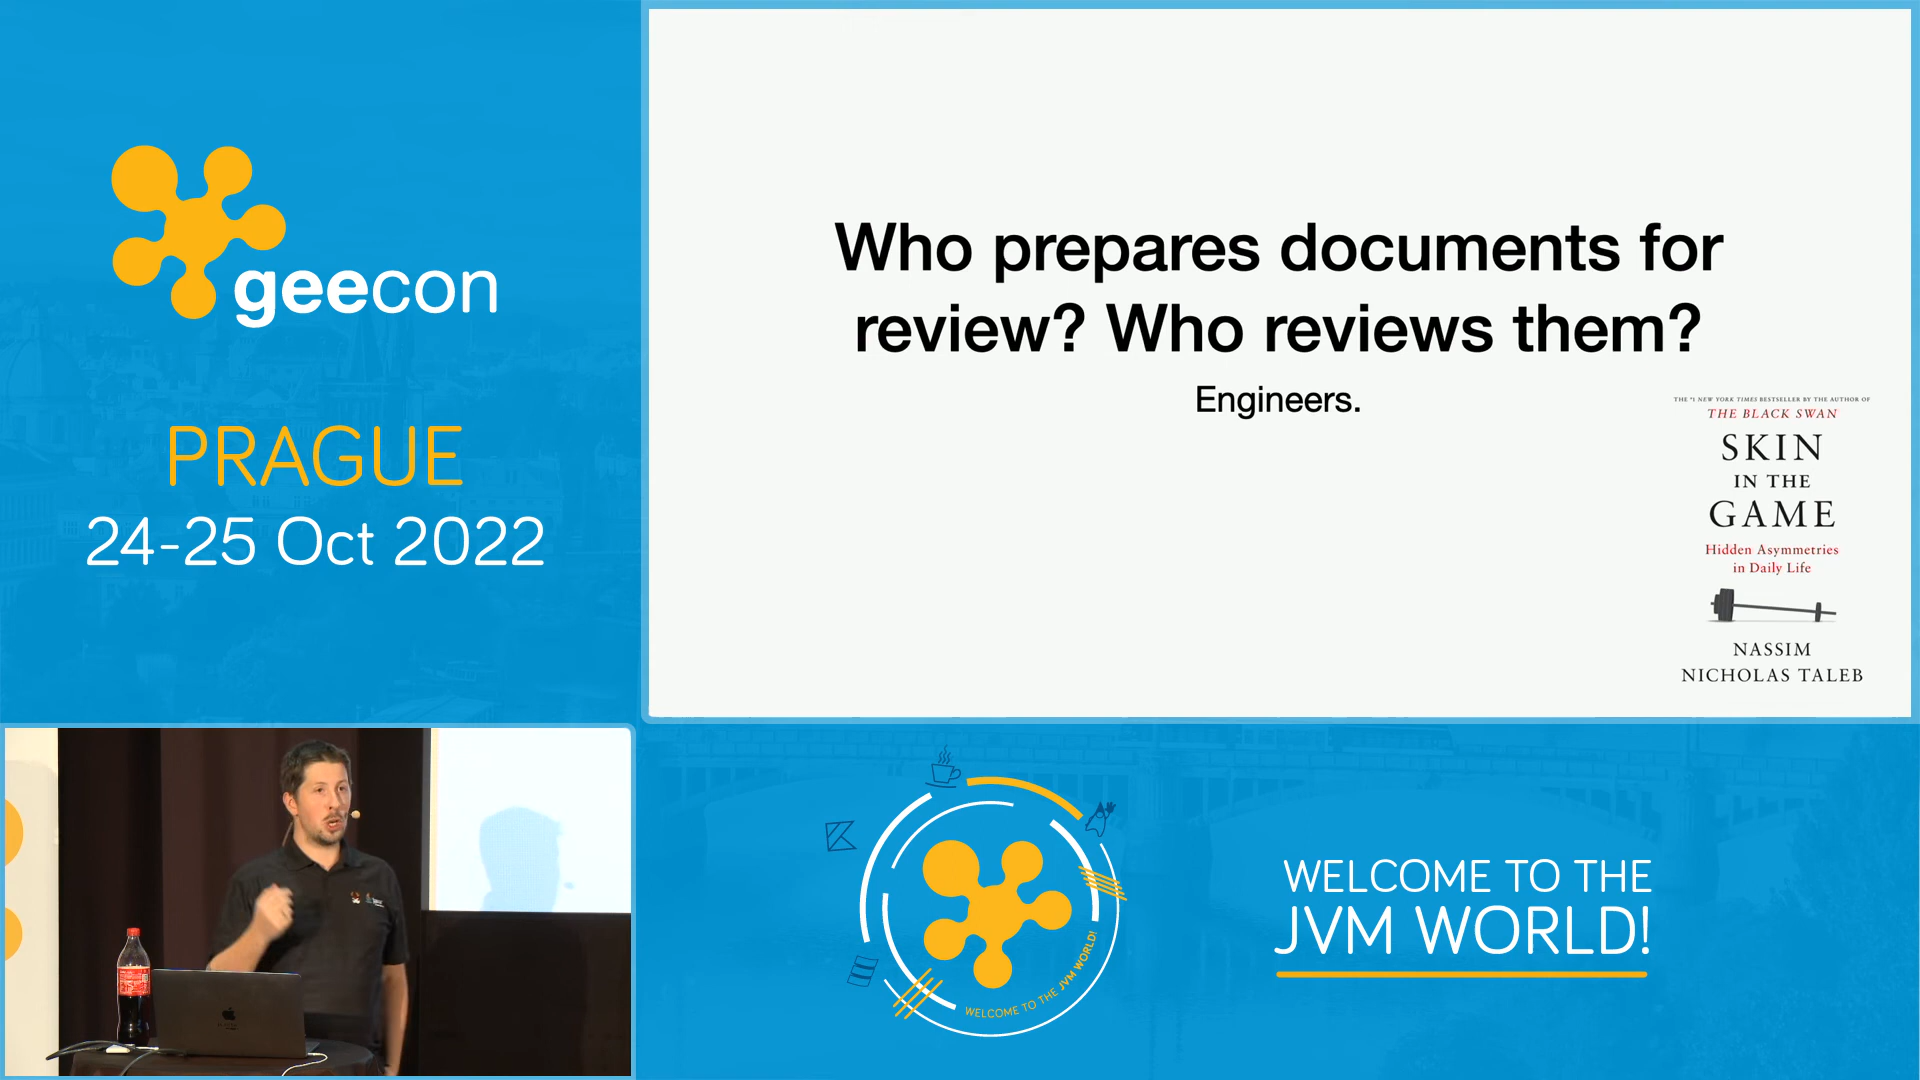 geecon
PRAGUE
24-25 Oct 2022
Who prepares documents for
review? Who reviews them?
Engineers.
THE #1 NEW YORK TIMES BESTSELLER BY THE AUTHOR OF
THE BLACK SWAN
SKIN
IN THE
GAME
Hidden Asymmetries
in Daily Life
NASSIM
NICHOLAS TALEB
WELCOME TO THE JVM WORLD!
WELCOME TO THE
JVM WORLD!